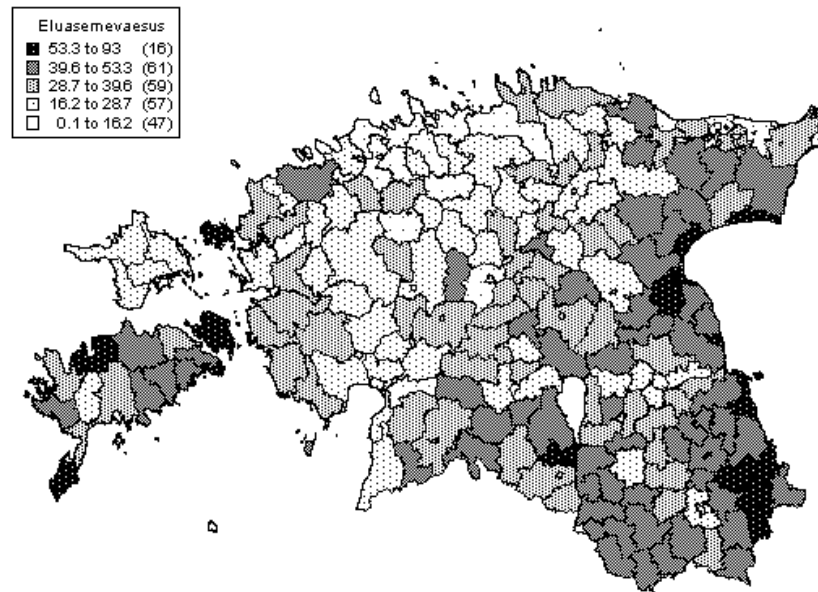 Eluasemevaesus
53.3 to 93 (16)
39.6 to 53.3 (61)
28.7 to 39.6 (59)
16.2 to 28.7 (57)
0.1 to 16.2 (47)